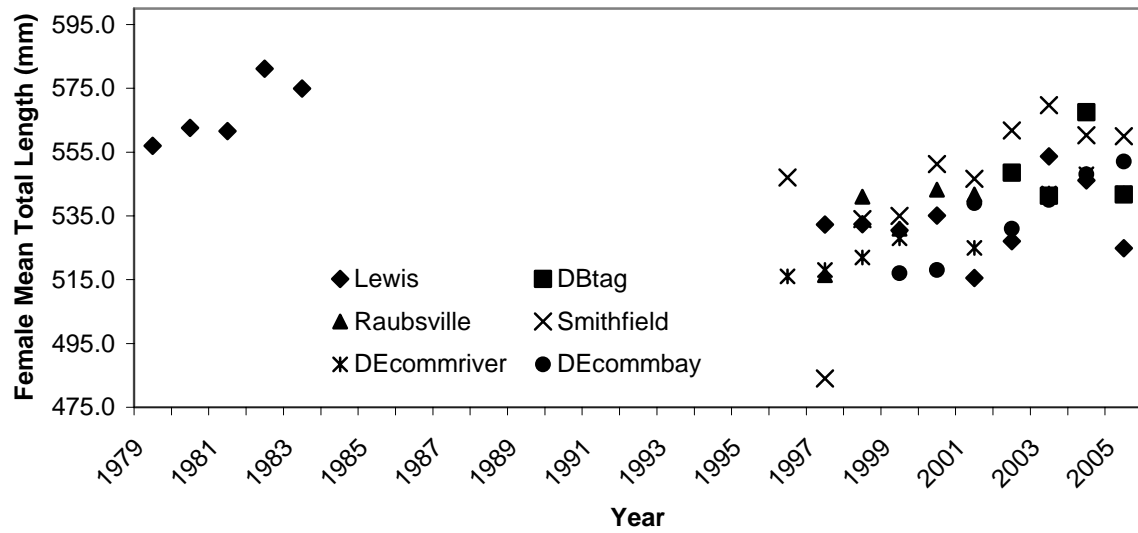 Female Mean Total Length (mm)
595.0
575.0
555.0
535.0
515.0
495.0
475.0
Lewis
DBtag
Raubsville
Smithfield
DEcommriver
DEcommbay
1979
1981
1983
1985
1987
1989
1991
1993
1995
1997
1999
2001
2003
2005
Year